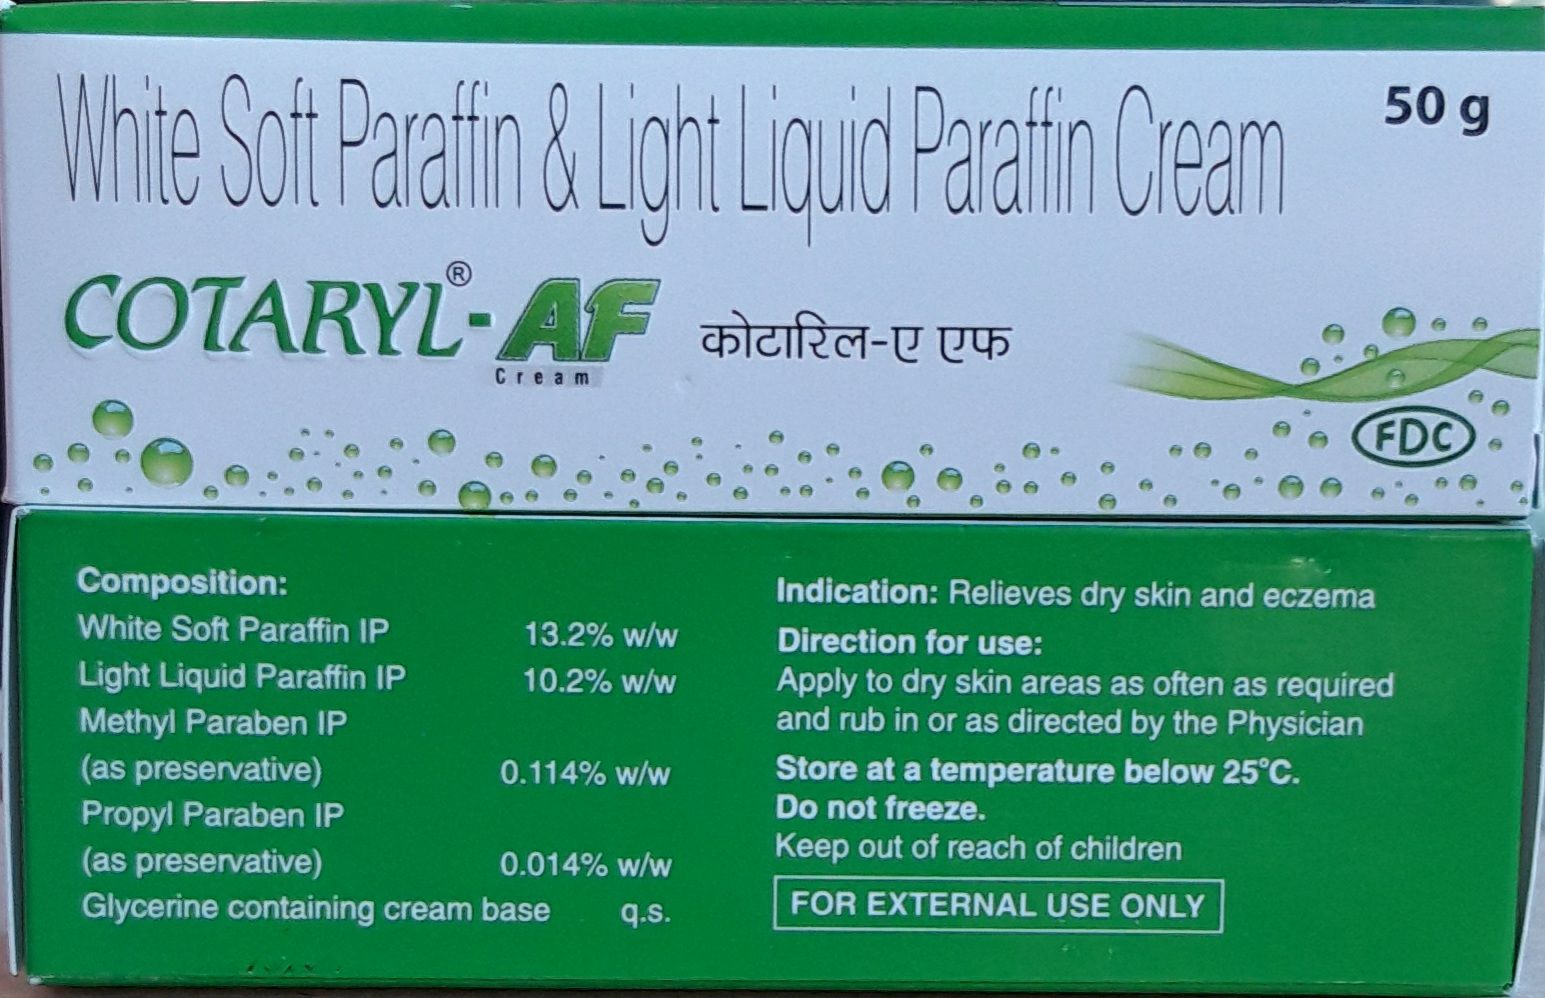 White Soft Paraffin & Light Liquid Paraffin Cream
50 g
COTARYL®-AF
Cream
कोटारिल-ए एफ
FDC
Composition:
White Soft Paraffin IP 13.2% w/w
Light Liquid Paraffin IP 10.2% w/w
Methyl Paraben IP
(as preservative) 0.114% w/w
Propyl Paraben IP
(as preservative) 0.014% w/w
Glycerine containing cream base q.s.
Indication: Relieves dry skin and eczema
Direction for use:
Apply to dry skin areas as often as required
and rub in or as directed by the Physician
Store at a temperature below 25°C.
Do not freeze.
Keep out of reach of children
FOR EXTERNAL USE ONLY